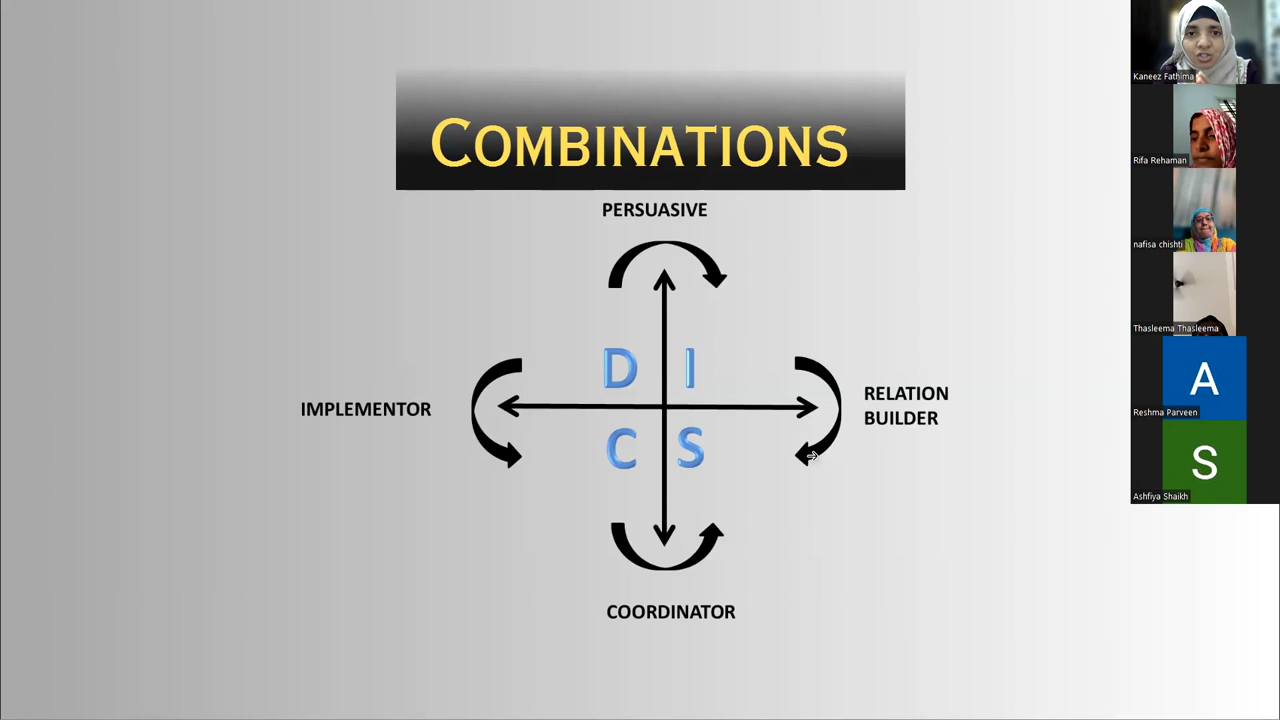 COMBINATIONS
PERSUASIVE
D I
IMPLEMENTOR
RELATION
BUILDER
C S
COORDINATOR
Kaneez Fathima
Rifa Rehaman
nafisa chishti
Thasleema Thasleema
A
Reshma Parveen
S
Ashfiya Shaikh